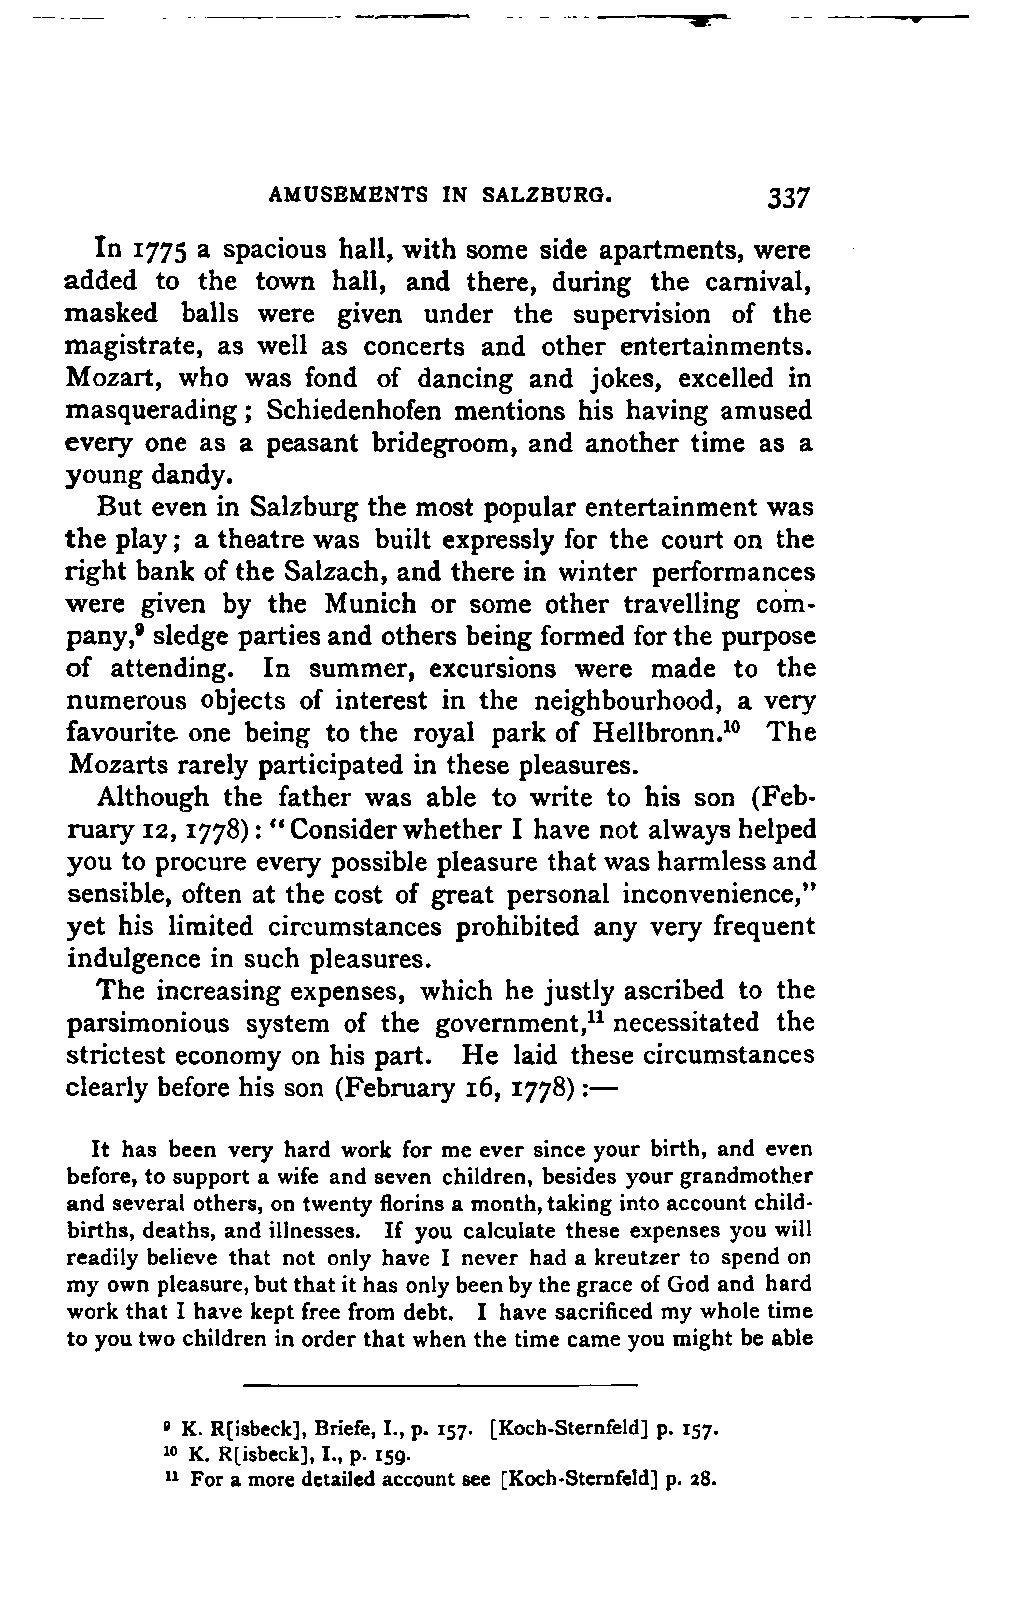 AMUSEMENTS IN SALZBURG. 337
In 1775 a spacious hall, with some side apartments, were
added to the town hall, and there, during the carnival,
masked balls were given under the supervision of the
magistrate, as well as concerts and other entertainments.
Mozart, who was fond of dancing and jokes, excelled in
masquerading; Schiedenhofen mentions his having amused
every one as a peasant bridegroom, and another time as a
young dandy.
But even in Salzburg the most popular entertainment was
the play; a theatre was built expressly for the court on the
right bank of the Salzach, and there in winter performances
were given by the Munich or some other travelling com-
pany,⁹ sledge parties and others being formed for the purpose
of attending. In summer, excursions were made to the
numerous objects of interest in the neighbourhood, a very
favourite one being to the royal park of Hellbronn.¹⁰ The
Mozarts rarely participated in these pleasures.
Although the father was able to write to his son (Feb-
ruary 12, 1778): "Consider whether I have not always helped
you to procure every possible pleasure that was harmless and
sensible, often at the cost of great personal inconvenience,"
yet his limited circumstances prohibited any very frequent
indulgence in such pleasures.
The increasing expenses, which he justly ascribed to the
parsimonious system of the government,¹¹ necessitated the
strictest economy on his part. He laid these circumstances
clearly before his son (February 16, 1778):—
It has been very hard work for me ever since your birth, and even
before, to support a wife and seven children, besides your grandmother
and several others, on twenty florins a month, taking into account child-
births, deaths, and illnesses. If you calculate these expenses you will
readily believe that not only have I never had a kreutzer to spend on
my own pleasure, but that it has only been by the grace of God and hard
work that I have kept free from debt. I have sacrificed my whole time
to you two children in order that when the time came you might be able
⁹ K. R[isbeck], Briefe, I., p. 157. [Koch-Sternfeld] p. 157.
¹⁰ K. R[isbeck], I., p. 159.
¹¹ For a more detailed account see [Koch-Sternfeld] p. 28.